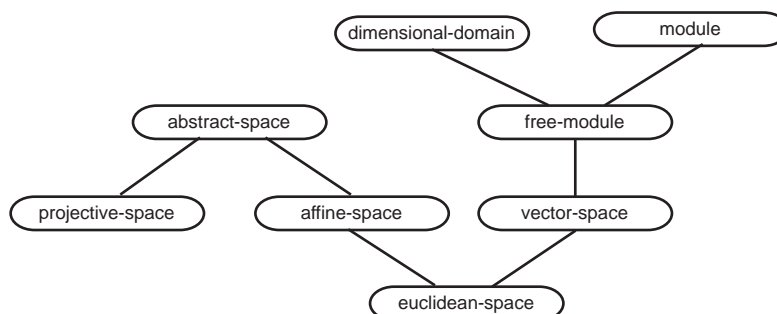 dimensional-domain
module
abstract-space
free-module
projective-space
affine-space
vector-space
euclidean-space